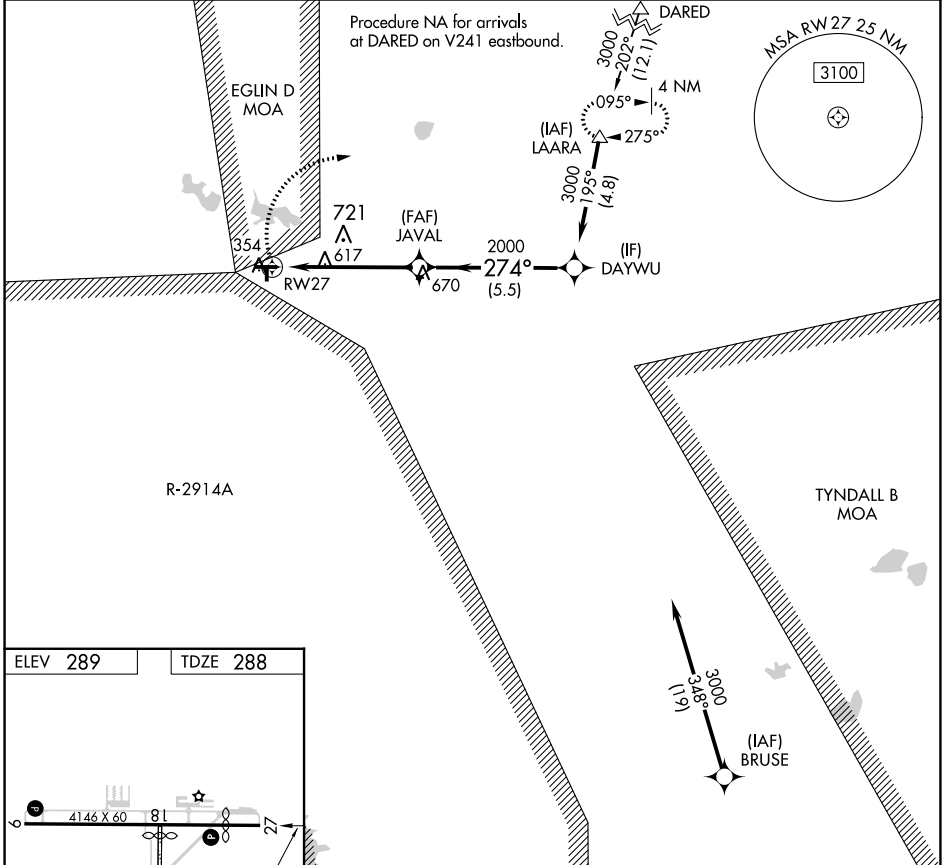 Procedure NA for arrivals
at DARED on V241 eastbound.
DARED
3000
202°
(12.1)
MSA RW27 25 NM
3100
EGLIN D
MOA
4 NM
095°
275°
(IAF)
LAARA
3000
195°
(4.8)
721
(FAF)
JAVAL
354
617
2000
274°
(5.5)
(IF)
DAYWU
RW27
670
R-2914A
TYNDALL B
MOA
3000
348°
(19)
(IAF)
BRUSE
ELEV 289
TDZE 288
P
4146 X 60
18
9
27
P